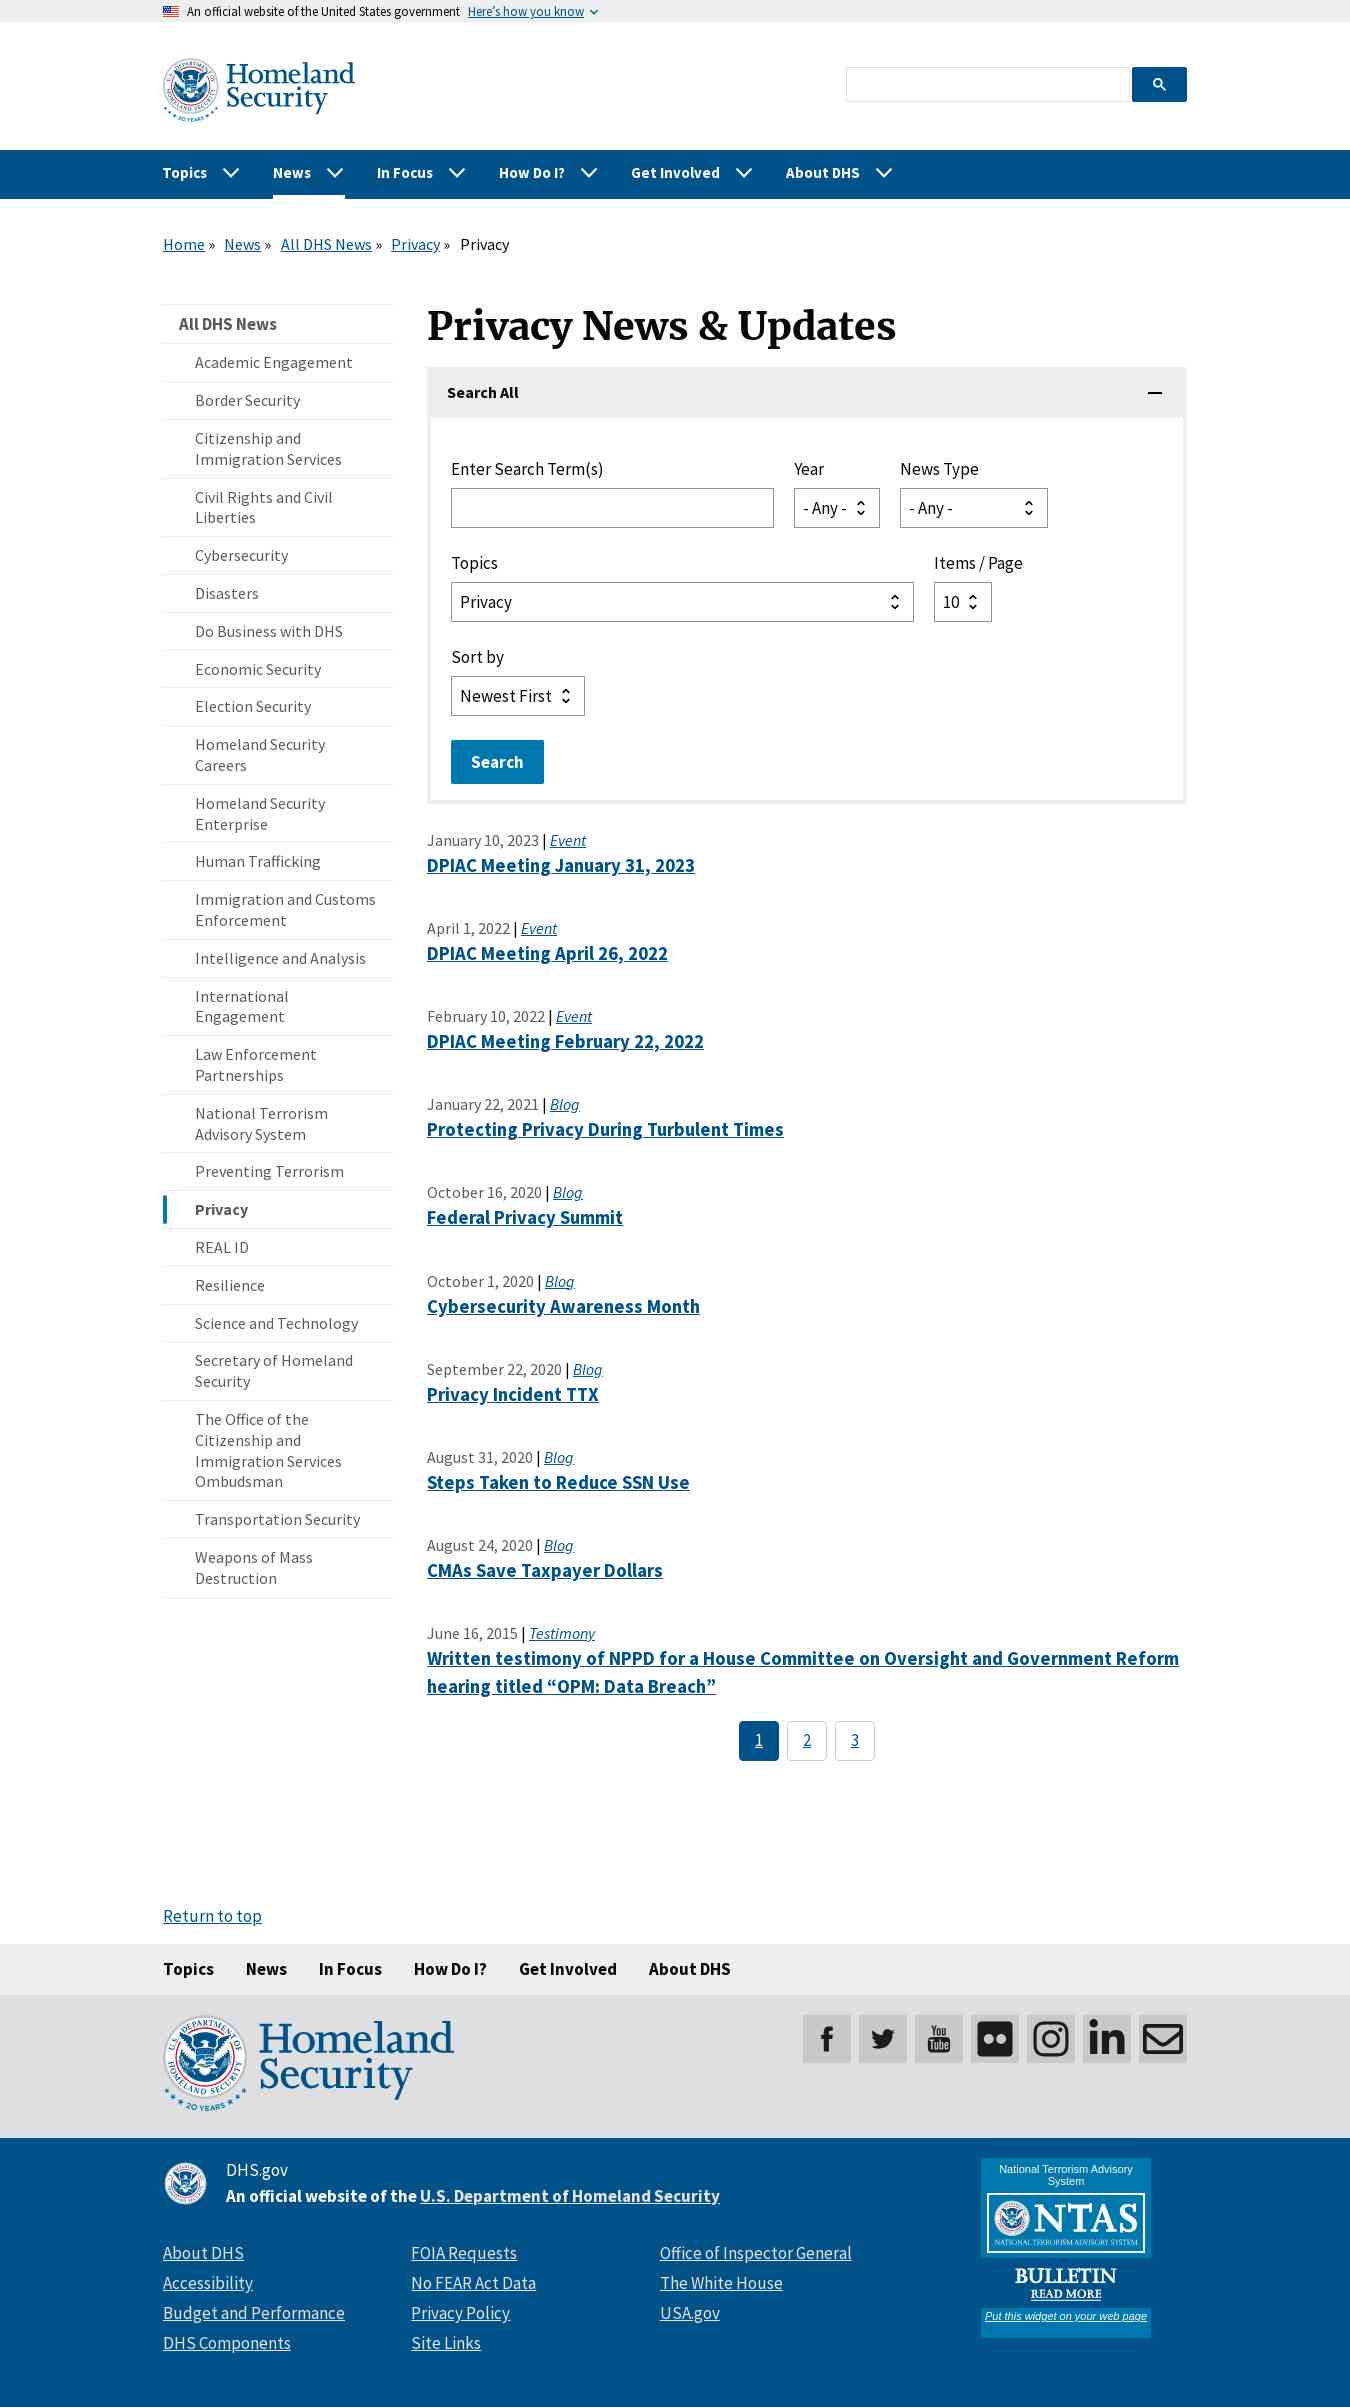 An official website of the United States government Here's how you know
Homeland
Security
20 YEARS
Topics News In Focus How Do I? Get Involved About DHS
Home » News » All DHS News » Privacy » Privacy
All DHS News
Academic Engagement
Border Security
Citizenship and
Immigration Services
Civil Rights and Civil
Liberties
Cybersecurity
Disasters
Do Business with DHS
Economic Security
Election Security
Homeland Security
Careers
Homeland Security
Enterprise
Human Trafficking
Immigration and Customs
Enforcement
Intelligence and Analysis
International
Engagement
Law Enforcement
Partnerships
National Terrorism
Advisory System
Preventing Terrorism
Privacy
REAL ID
Resilience
Science and Technology
Secretary of Homeland
Security
The Office of the
Citizenship and
Immigration Services
Ombudsman
Transportation Security
Weapons of Mass
Destruction
Privacy News & Updates
Search All
Enter Search Term(s) Year News Type
- Any - - Any -
Topics Items / Page
Privacy 10
Sort by
Newest First
Search
January 10, 2023 | Event
DPIAC Meeting January 31, 2023
April 1, 2022 | Event
DPIAC Meeting April 26, 2022
February 10, 2022 | Event
DPIAC Meeting February 22, 2022
January 22, 2021 | Blog
Protecting Privacy During Turbulent Times
October 16, 2020 | Blog
Federal Privacy Summit
October 1, 2020 | Blog
Cybersecurity Awareness Month
September 22, 2020 | Blog
Privacy Incident TTX
August 31, 2020 | Blog
Steps Taken to Reduce SSN Use
August 24, 2020 | Blog
CMAs Save Taxpayer Dollars
June 16, 2015 | Testimony
Written testimony of NPPD for a House Committee on Oversight and Government Reform
hearing titled “OPM: Data Breach”
1 2 3
Return to top
Topics News In Focus How Do I? Get Involved About DHS
U.S. DEPARTMENT OF
HOMELAND SECURITY
20 YEARS
Homeland
Security
You
Tube
in
DHS.gov
An official website of the U.S. Department of Homeland Security
About DHS
Accessibility
Budget and Performance
DHS Components
FOIA Requests
No FEAR Act Data
Privacy Policy
Site Links
Office of Inspector General
The White House
USA.gov
National Terrorism Advisory
System
NTAS
NATIONAL TERRORISM ADVISORY SYSTEM
BULLETIN
READ MORE
Put this widget on your web page